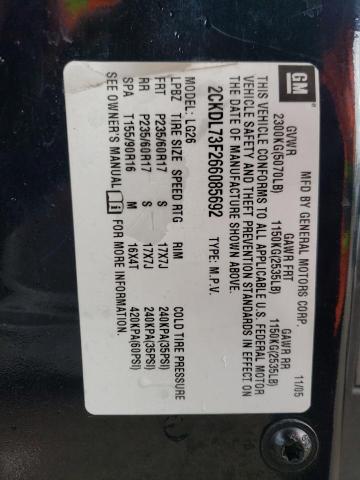 GM
MFD BY GENERAL MOTORS CORP. 11/05
GVWR GAWR FRT GAWR RR
2300KG(5070LB) 1150KG(2535LB) 1150KG(2535LB)
THIS VEHICLE CONFORMS TO ALL APPLICABLE U.S. FEDERAL MOTOR
VEHICLE SAFETY AND THEFT PREVENTION STANDARDS IN EFFECT ON
THE DATE OF MANUFACTURE SHOWN ABOVE.
2CKDL73F266085692 TYPE: M.P.V.
MODEL: LG26
LPBZ TIRE SIZE SPEED RTG RIM COLD TIRE PRESSURE
FRT P235/60R17 S 17X7J 240KPA(35PSI)
RR P235/60R17 S 17X7J 240KPA(35PSI)
SPA T155/90R16 M 16X4T 420KPA(60PSI)
SEE OWNER'S MANUAL FOR MORE INFORMATION.